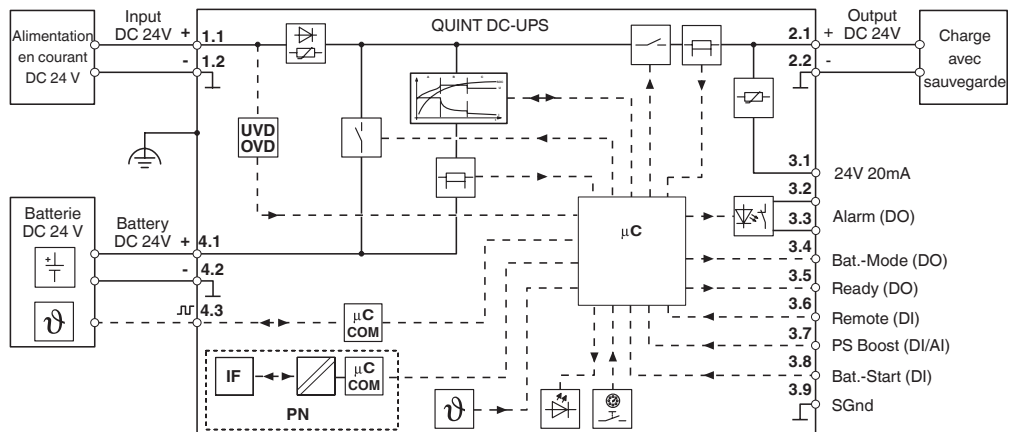 Input
DC 24V
+
1.1
-
1.2
Alimentation
en courant
DC 24 V
QUINT DC-UPS
2.1
+
2.2
-
Output
DC 24V
Charge
avec
sauvegarde
UVD
OVD
3.1
24V 20mA
3.2
3.3
Alarm (DO)
µC
3.4
Bat.-Mode (DO)
3.5
Ready (DO)
3.6
Remote (DI)
3.7
PS Boost (DI/AI)
3.8
Bat.-Start (DI)
3.9
SGnd
Batterie
DC 24 V
Battery
DC 24V
+
4.1
-
4.2
4.3
+
ϑ
µC
COM
IF
µC
COM
PN
ϑ